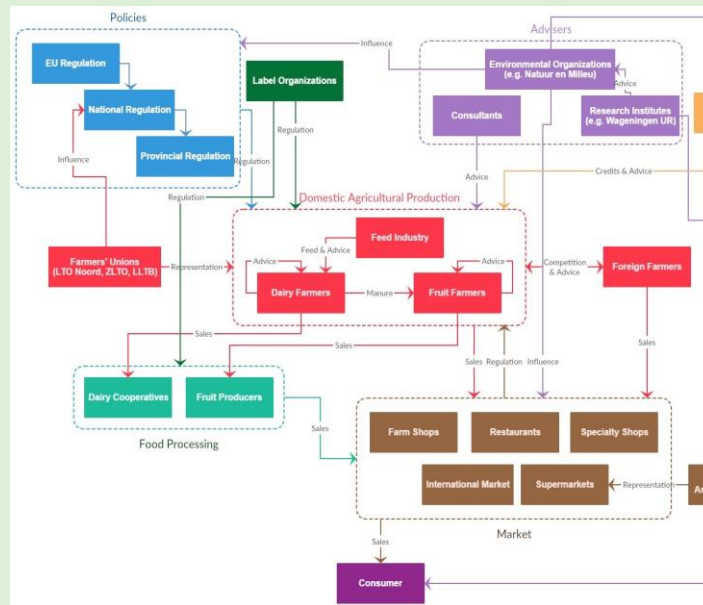 Policies
Advisers
EU Regulation
National Regulation
Provincial Regulation
Label Organizations
Influence
Environmental Organizations
(e.g. Natuur en Milieu)
Advice
Consultants
Research Institutes
(e.g. Wageningen UR)
Regulation
Regulation
Influence
Regulation
Advice
Credits & Advice
Domestic Agricultural Production
Feed Industry
Feed & Advice
Farmers' Unions
(LTO Noord, ZLTO, LLTB)
Representation
Advice
Advice
Dairy Farmers
Manure
Fruit Farmers
Competition
& Advice
Foreign Farmers
Sales
Sales
Sales
Regulation
Influence
Sales
Dairy Cooperatives
Fruit Producers
Food Processing
Sales
Farm Shops
Restaurants
Specialty Shops
International Market
Supermarkets
Representation
Market
Sales
Consumer